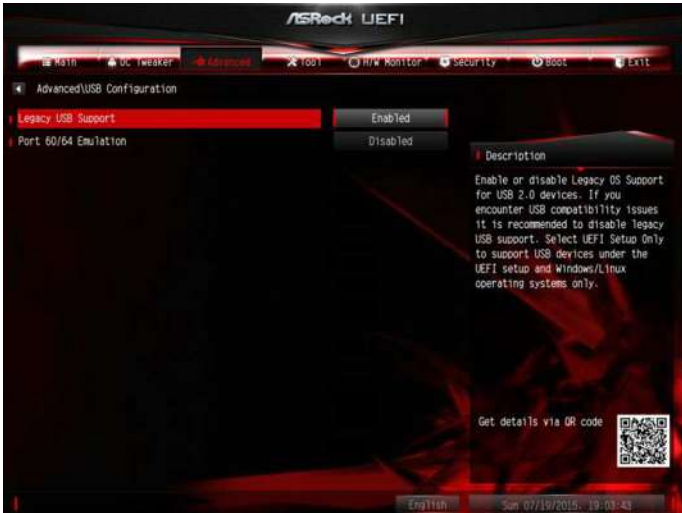 ASRock UEFI
Main OC Tweaker Advanced Tool H/W Monitor Security Boot Exit
Advanced\USB Configuration
Legacy USB Support Enabled
Port 60/64 Emulation Disabled
Description
Enable or disable Legacy OS Support
for USB 2.0 devices. If you
encounter USB compatibility issues
it is recommended to disable legacy
USB support. Select UEFI Setup Only
to support USB devices under the
UEFI setup and Windows/Linux
operating systems only.
Get details via QR code
English Sun 07/19/2015. 19:03:43